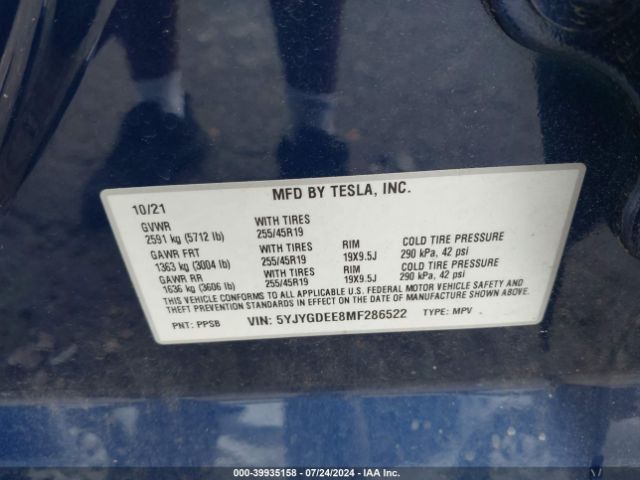 MFD BY TESLA, INC.
10/21
GVWR WITH TIRES
2591 kg (5712 lb) 255/45R19
GAWR FRT WITH TIRES RIM COLD TIRE PRESSURE
1363 kg (3004 lb) 255/45R19 19X9.5J 290 kPa, 42 psi
GAWR RR WITH TIRES RIM COLD TIRE PRESSURE
1636 kg (3606 lb) 255/45R19 19X9.5J 290 kPa, 42 psi
THIS VEHICLE CONFORMS TO ALL APPLICABLE U.S. FEDERAL MOTOR VEHICLE SAFETY AND
THEFT PREVENTION STANDARDS IN EFFECT ON THE DATE OF MANUFACTURE SHOWN ABOVE.
PNT: PPSB VIN: 5YJYGDEE8MF286522 TYPE: MPV
000-39935158 - 07/24/2024 - IAA Inc.